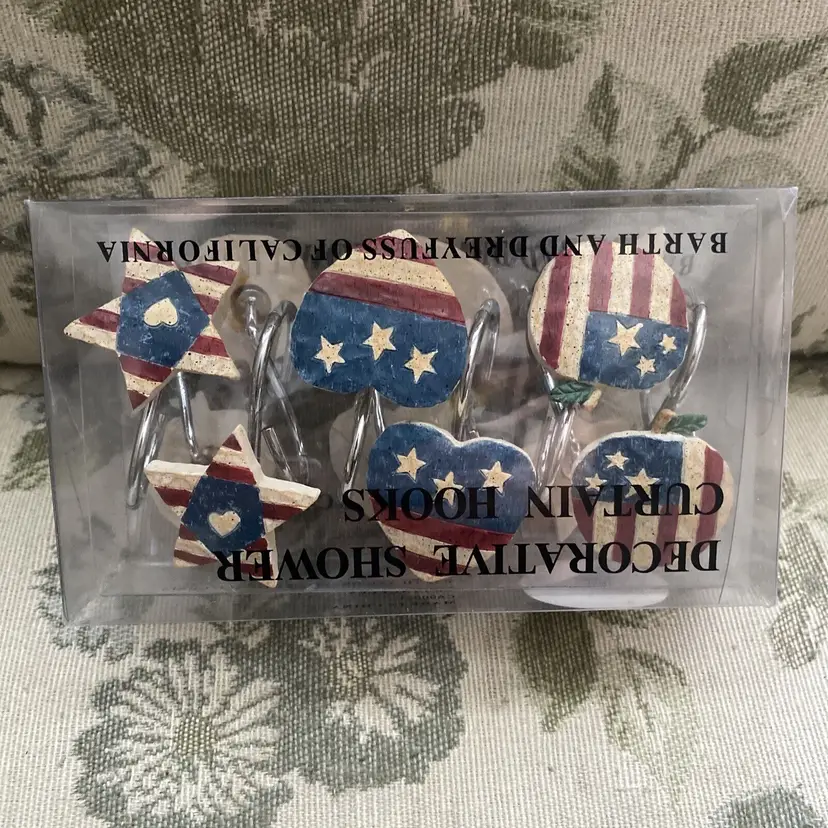 DECORATIVE SHOWER
CURTAIN HOOKS
BARTH AND DREYFUSS OF CALIFORNIA